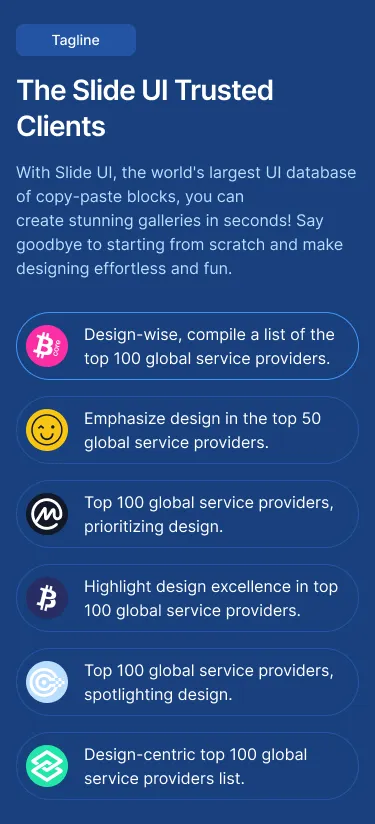 Tagline
The Slide UI Trusted
Clients
With Slide UI, the world's largest UI database
of copy-paste blocks, you can
create stunning galleries in seconds! Say
goodbye to starting from scratch and make
designing effortless and fun.
core
Design-wise, compile a list of the
top 100 global service providers.
Emphasize design in the top 50
global service providers.
Top 100 global service providers,
prioritizing design.
Highlight design excellence in top
100 global service providers.
Top 100 global service providers,
spotlighting design.
Design-centric top 100 global
service providers list.